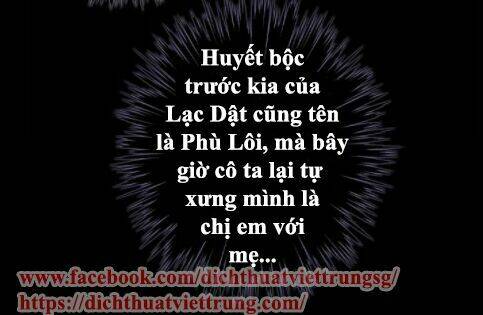 Huyết bộc
trước kia của
Lạc Dật cũng tên
là Phù Lôi, mà bây
giờ cô ta lại tự
xưng mình là
chị em với
mẹ...
www.facebook.com/dichthuatviettrungsg/
https://dichthuatviettrung.com/